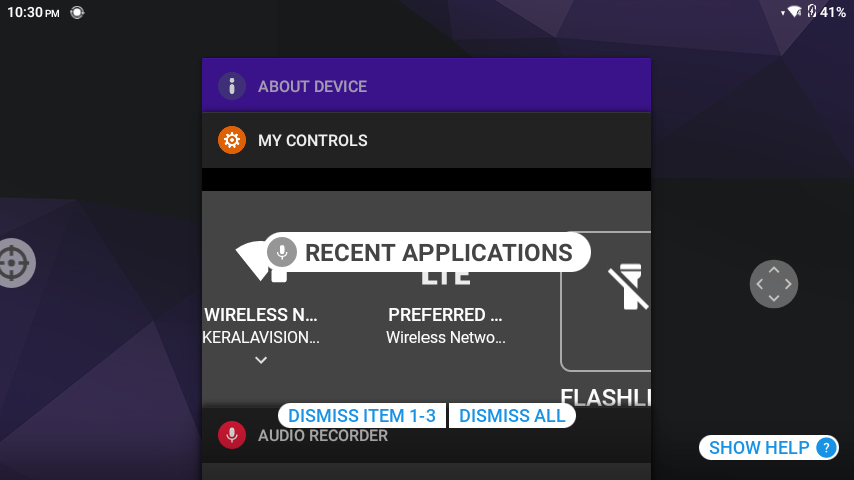 10:30 PM
41%
ABOUT DEVICE
MY CONTROLS
RECENT APPLICATIONS
LTE
WIRELESS N...
KERALAVISION...
PREFERRED ...
Wireless Netwo...
FLASHLI
DISMISS ITEM 1-3
DISMISS ALL
AUDIO RECORDER
SHOW HELP ?